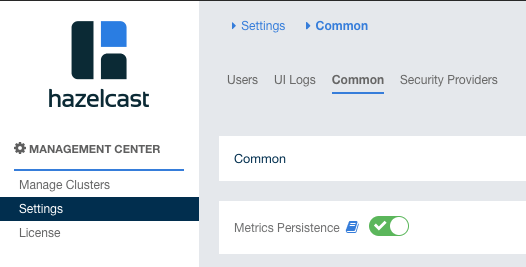 Settings Common
hazelcast
Users UI Logs Common Security Providers
MANAGEMENT CENTER
Common
Manage Clusters
Settings
Metrics Persistence
License